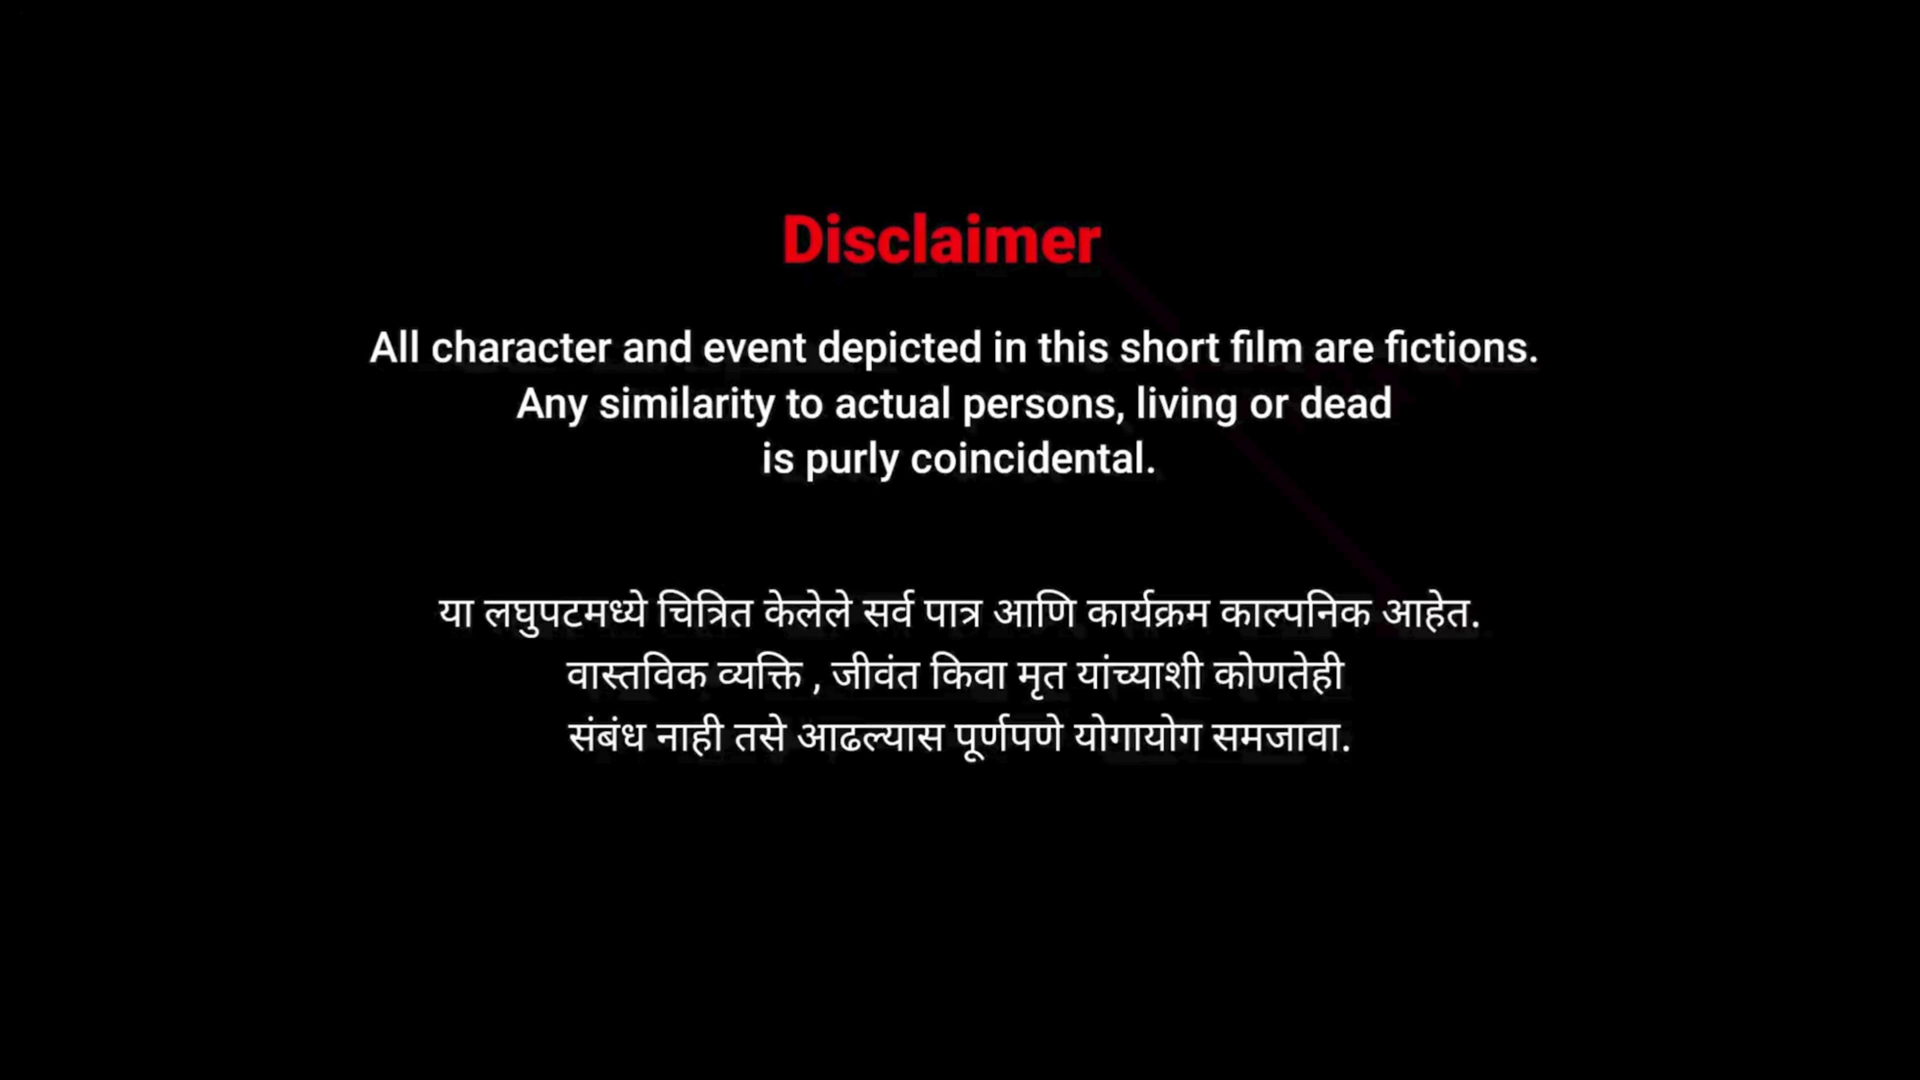 Disclaimer
All character and event depicted in this short film are fictions.
Any similarity to actual persons, living or dead
is purly coincidental.
या लघुपटमध्ये चित्रित केलेले सर्व पात्र आणि कार्यक्रम काल्पनिक आहेत.
वास्तविक व्यक्ति , जीवंत किवा मृत यांच्याशी कोणतेही
संबंध नाही तसे आढल्यास पूर्णपणे योगायोग समजावा.